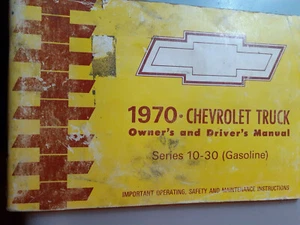 1970 · CHEVROLET TRUCK
Owner's and Driver's Manual
Series 10-30 (Gasoline)
IMPORTANT OPERATING, SAFETY AND MAINTENANCE INSTRUCTIONS